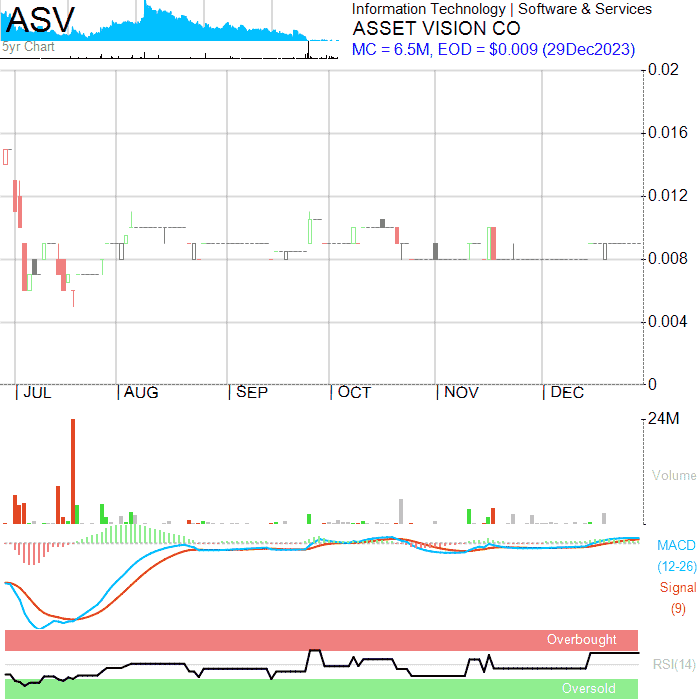 ASV
5yr Chart
Information Technology | Software & Services
ASSET VISION CO
MC = 6.5M, EOD = $0.009 (29Dec2023)
0.02
0.016
0.012
0.008
0.004
0
JUL AUG SEP OCT NOV DEC
24M
Volume
MACD
(12-26)
Signal
(9)
Overbought
RSI(14)
Oversold